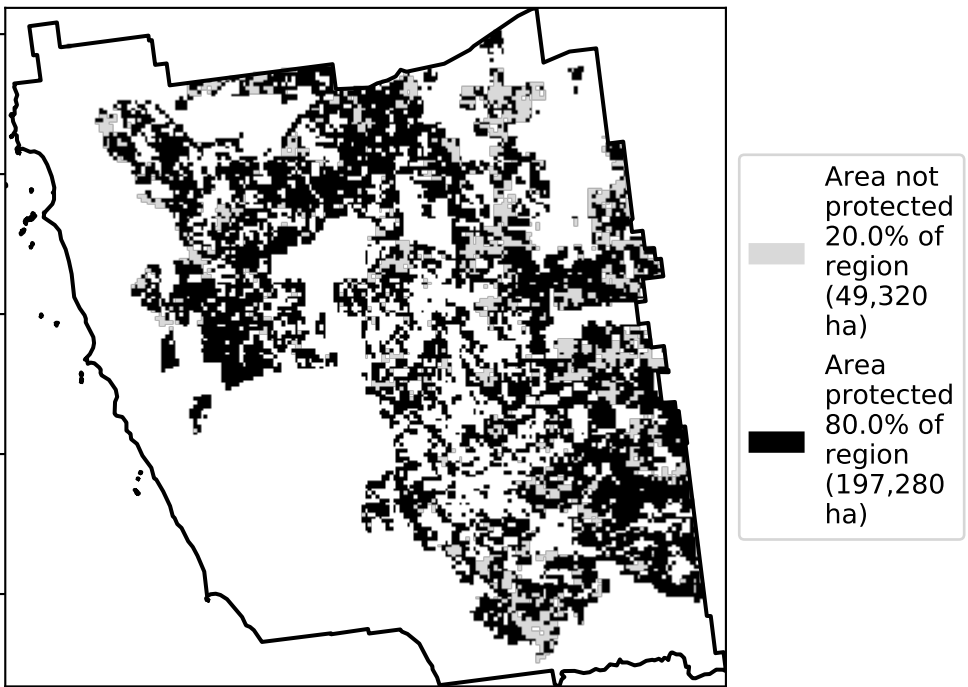 Area not
protected
20.0% of
region
(49,320
ha)
Area
protected
80.0% of
region
(197,280
ha)